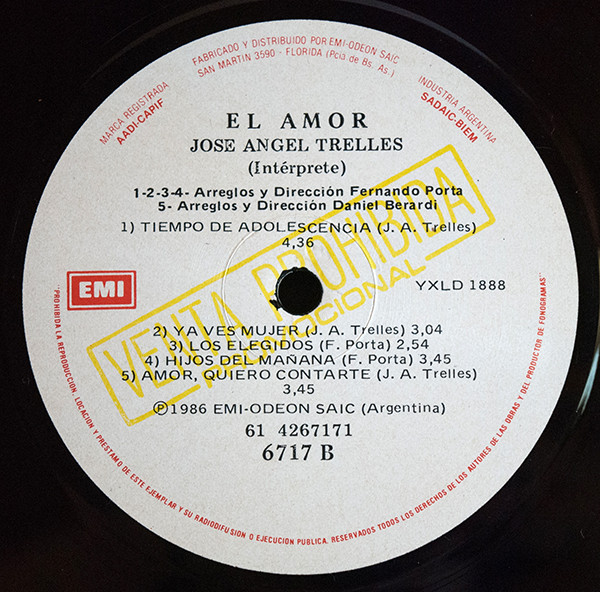 FABRICADO Y DISTRIBUIDO POR EMI-ODEON SAIC
SAN MARTIN 3590 - FLORIDA (Pcia. de Bs. As.)
MARCA REGISTRADA
AADI-CAPIF
INDUSTRIA ARGENTINA
SADAIC-BIEM
EL AMOR
JOSE ANGEL TRELLES
(Intérprete)
1-2-3-4- Arreglos y Dirección Fernando Porta
5- Arreglos y Dirección Daniel Berardi
1) TIEMPO DE ADOLESCENCIA (J. A. Trelles)
4,36
VENTA PROHIBIDA
EMI
YXLD 1888
2) YA VES MUJER (J. A. Trelles) 3,04
3) LOS ELEGIDOS (F. Porta) 2,54
4) HIJOS DEL MAÑANA (F. Porta) 3,45
5) AMOR, QUIERO CONTARTE (J. A. Trelles)
3,45
℗1986 EMI-ODEON SAIC (Argentina)
61 4267171
6717 B
"PROHIBIDA LA REPRODUCCION, LOCACION Y PRESTAMO DE ESTE EJEMPLAR Y SU RADIODIFUSION O EJECUCION PUBLICA. RESERVADOS TODOS LOS DERECHOS DE LOS AUTORES DE LAS OBRAS Y DEL PRODUCTOR DE FONOGRAMAS"